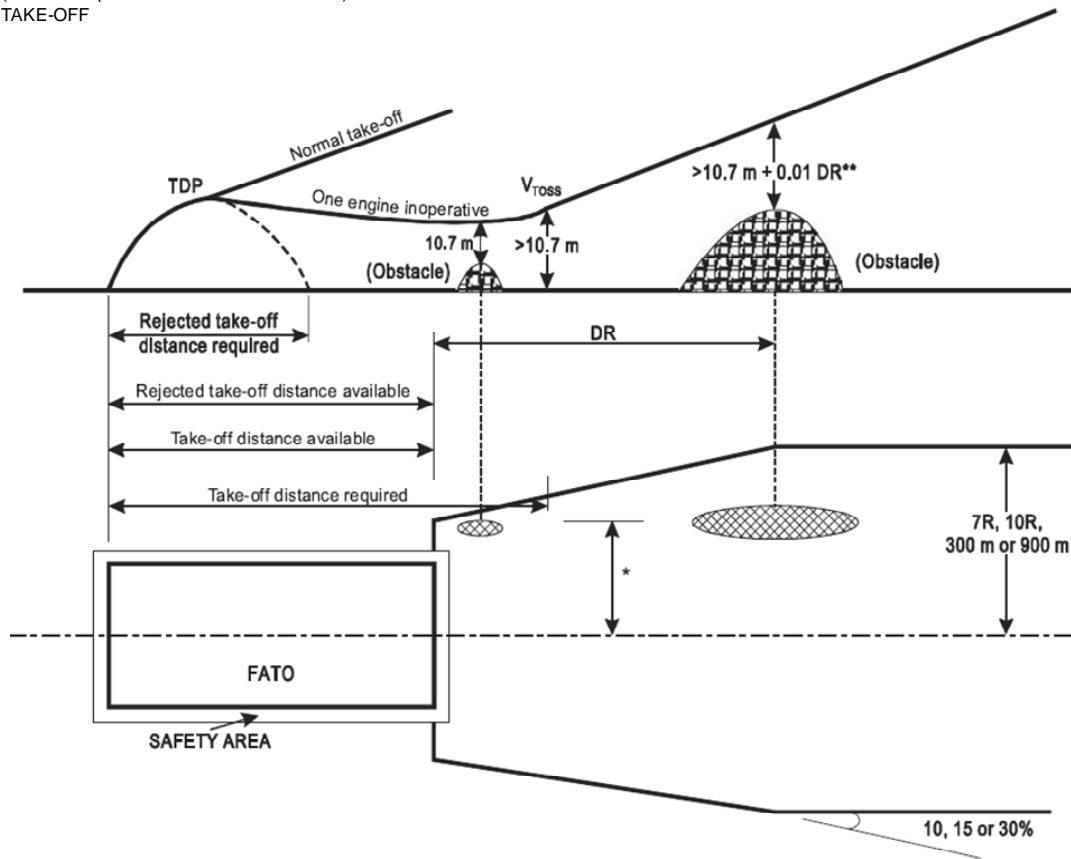 TAKE-OFF
Normal take-off
TDP
V_TOSS
>10.7 m + 0.01 DR**
One engine inoperative
10.7 m
>10.7 m
(Obstacle)
(Obstacle)
Rejected take-off
distance required
DR
Rejected take-off distance available
Take-off distance available
Take-off distance required
7R, 10R,
300 m or 900 m
*
FATO
SAFETY AREA
10, 15 or 30%